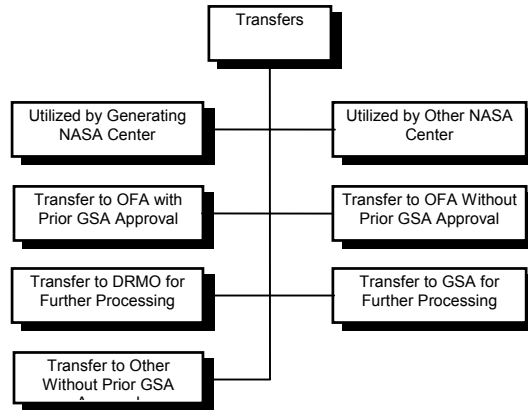 Transfers
Utilized by Generating
NASA Center
Utilized by Other NASA
Center
Transfer to OFA with
Prior GSA Approval
Transfer to OFA Without
Prior GSA Approval
Transfer to DRMO for
Further Processing
Transfer to GSA for
Further Processing
Transfer to Other
Without Prior GSA